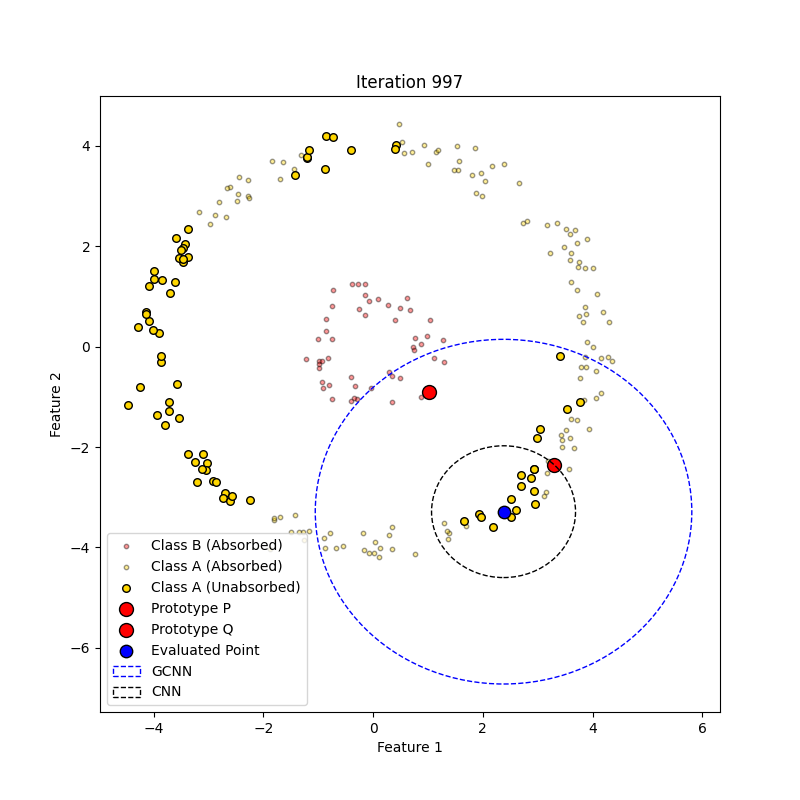 Iteration 997
4
2
0
−2
−4
−6
Feature 2
Class B (Absorbed)
Class A (Absorbed)
Class A (Unabsorbed)
Prototype P
Prototype Q
Evaluated Point
GCNN
CNN
−4
−2
0
2
4
6
Feature 1